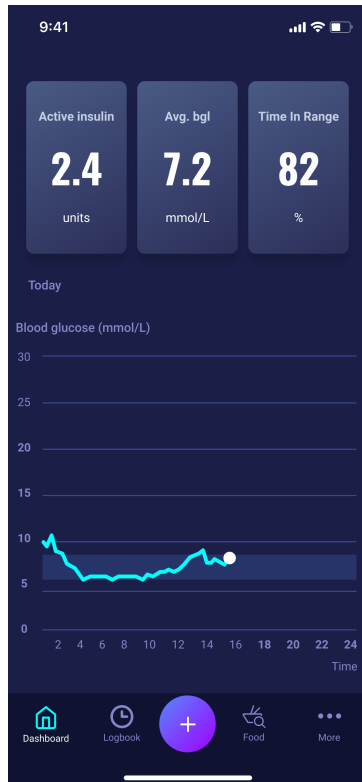 9:41
Active insulin Avg. bgl Time In Range
2.4 7.2 82
units mmol/L %
Today
Blood glucose (mmol/L)
30
25
20
15
10
5
0
2 4 6 8 10 12 14 16 18 20 22 24
Time
Dashboard Logbook + Food More